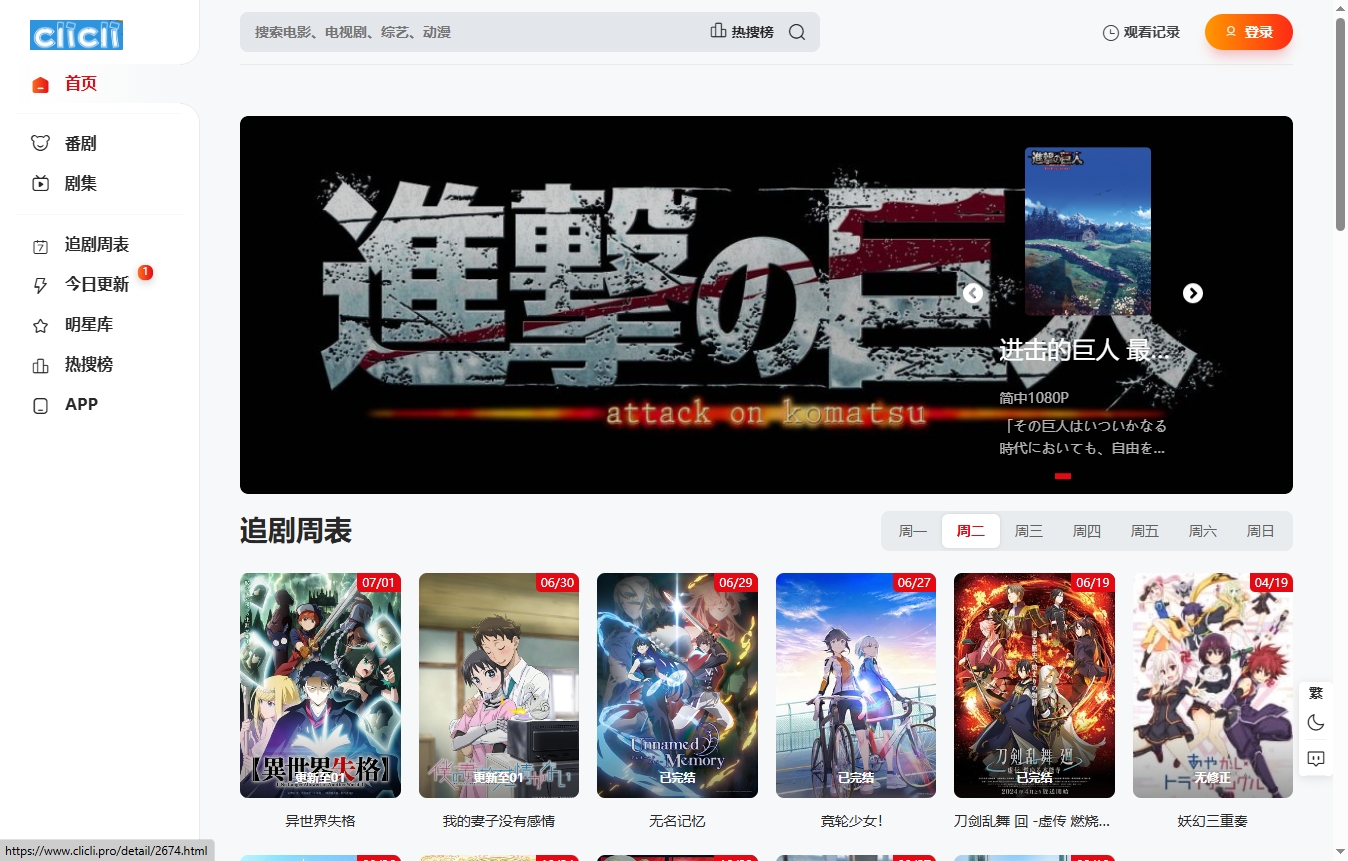 clicli
搜索电影、电视剧、综艺、动漫
热搜榜
观看记录
登录
首页
番剧
剧集
追剧周表
今日更新
1
明星库
热搜榜
APP
進撃の巨人
attack on komatsu
進撃の巨人
进击的巨人 最...
简中1080P
「その巨人はいついかなる
時代においても、自由を...
追剧周表
周一
周二
周三
周四
周五
周六
周日
07/01
06/30
06/29
06/27
06/19
04/19
【異世界失格】
更新至01
更新至01
Unnamed
Memory
已完结
已完结
刀剣乱舞 廻
已完结
あやかし
トライアングル
无修正
异世界失格
我的妻子没有感情
无名记忆
竟轮少女！
刀剑乱舞 回 -虚传 燃烧...
妖幻三重奏
繁
https://www.clicli.pro/detail/2674.html